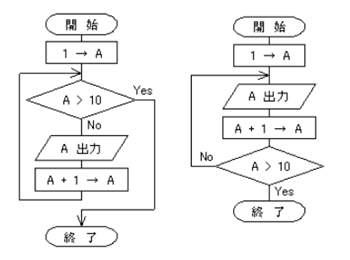 開 始
1 → A
A > 10
Yes
No
A 出力
A + 1 → A
終 了
開 始
1 → A
A 出力
A + 1 → A
No
A > 10
Yes
終 了